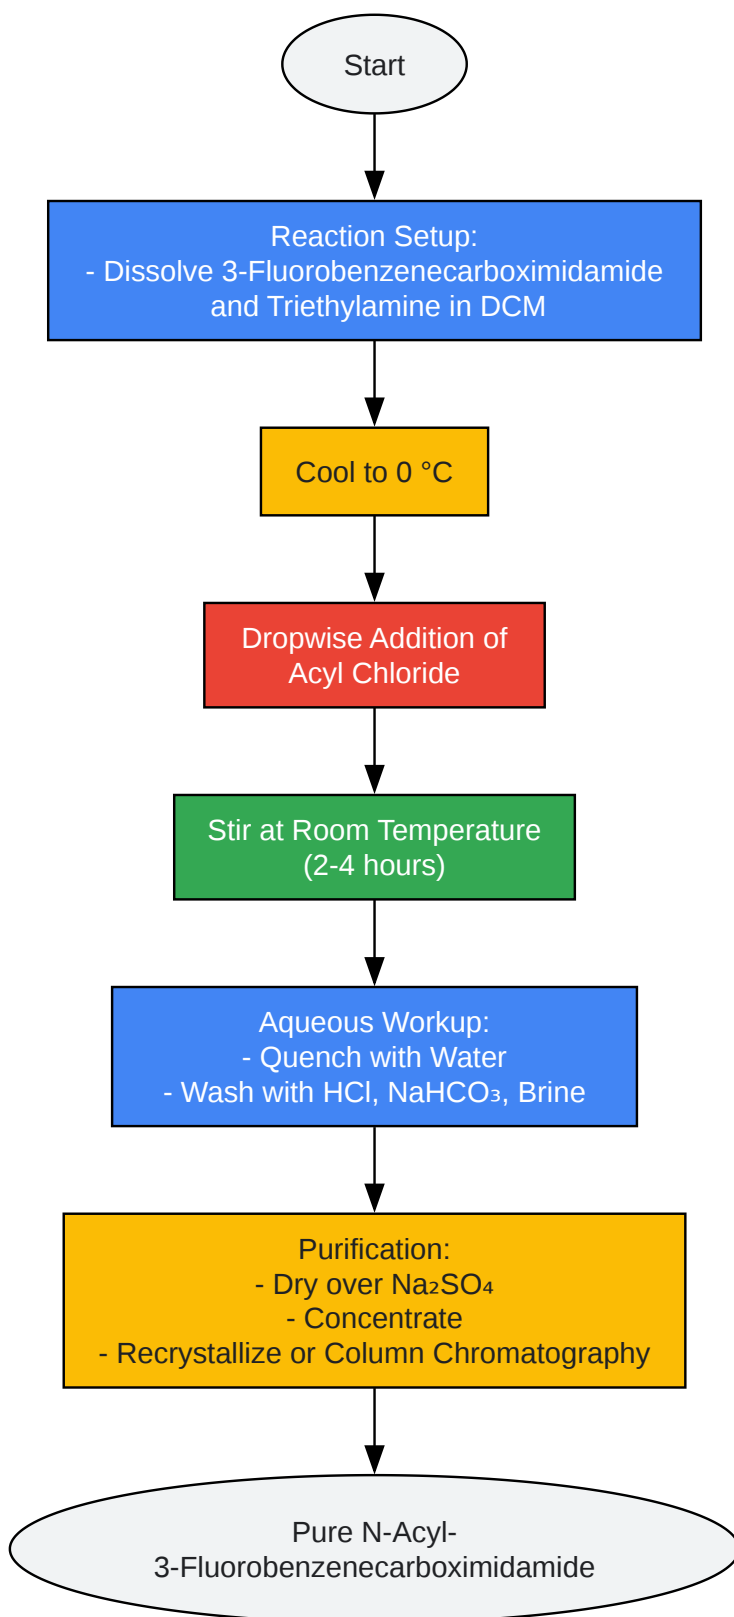 Start
Reaction Setup:
- Dissolve 3-Fluorobenzenecarboximidamide
and Triethylamine in DCM
Cool to 0 °C
Dropwise Addition of
Acyl Chloride
Stir at Room Temperature
(2-4 hours)
Aqueous Workup:
- Quench with Water
- Wash with HCl, NaHCO₃, Brine
Purification:
- Dry over Na₂SO₄
- Concentrate
- Recrystallize or Column Chromatography
Pure N-Acyl-
3-Fluorobenzenecarboximidamide